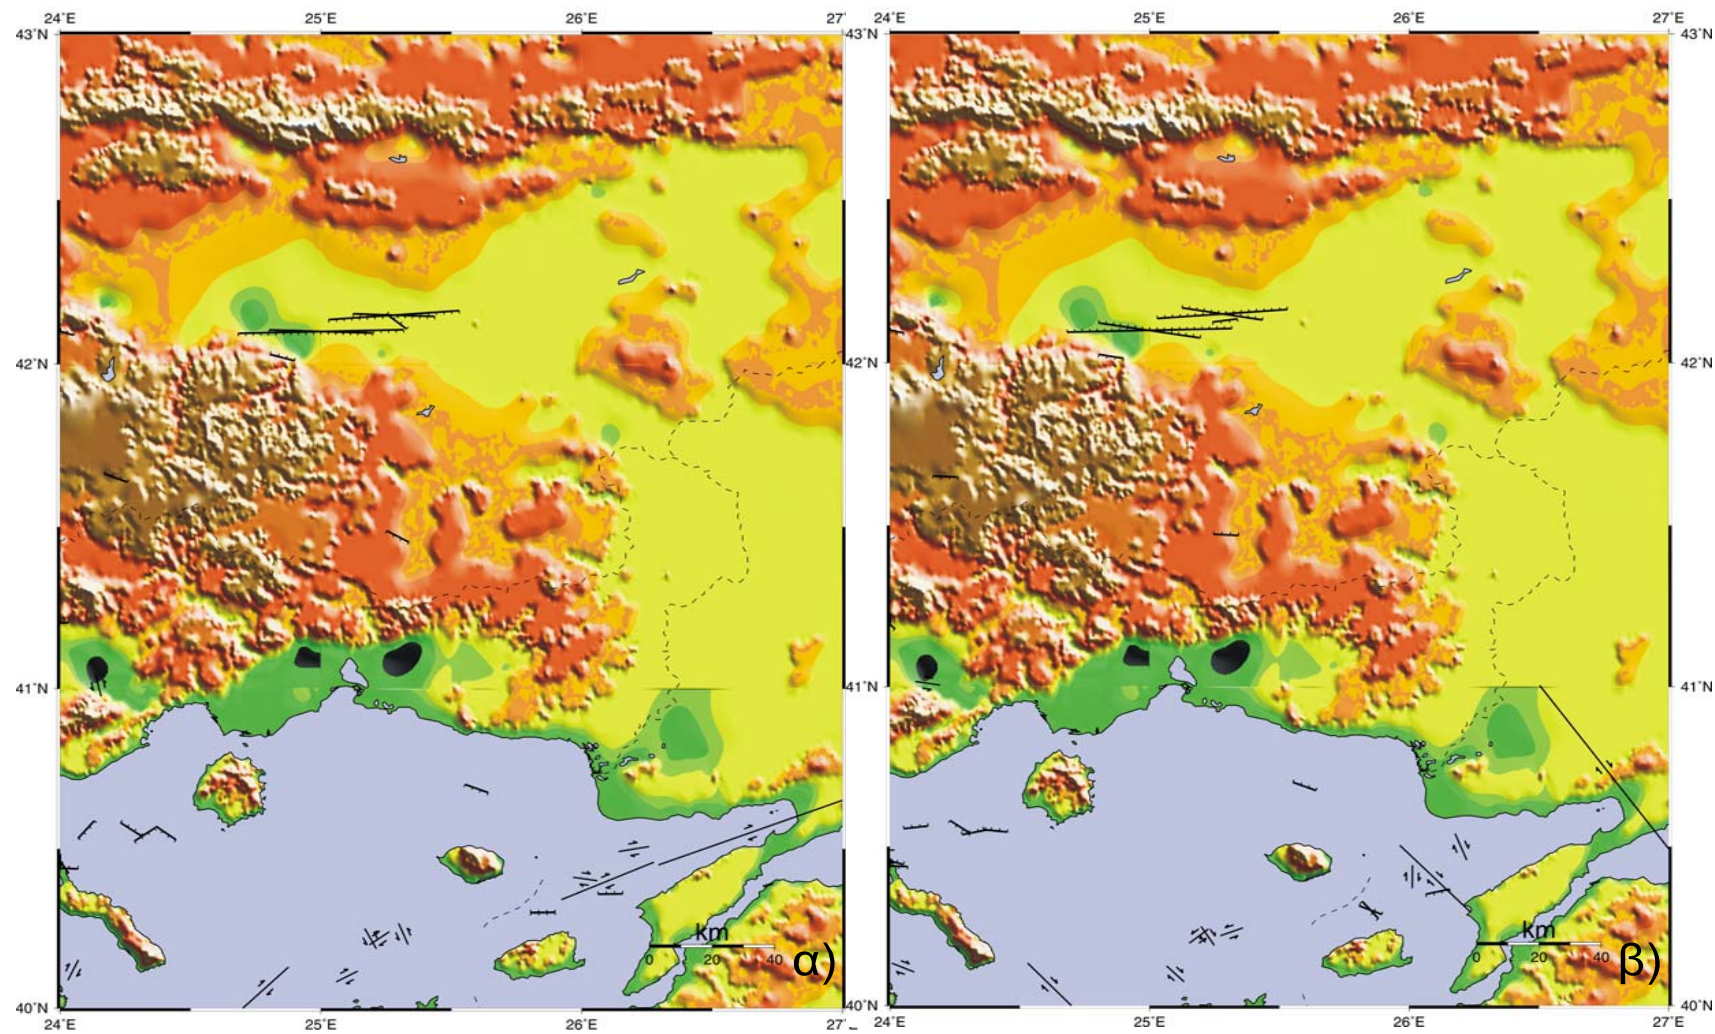 24˚E 25˚E 26˚E 27˚ 24˚E 25˚E 26˚E 27˚E
43˚N 43˚N 43˚N
42˚N 42˚N 42˚N
41˚N 41˚N 41˚N
km km
0 20 40 α) 0 20 40 β)
40˚N 40˚N 40˚N
24˚E 25˚E 26˚E 27˚ 24˚E 25˚E 26˚E 27˚E